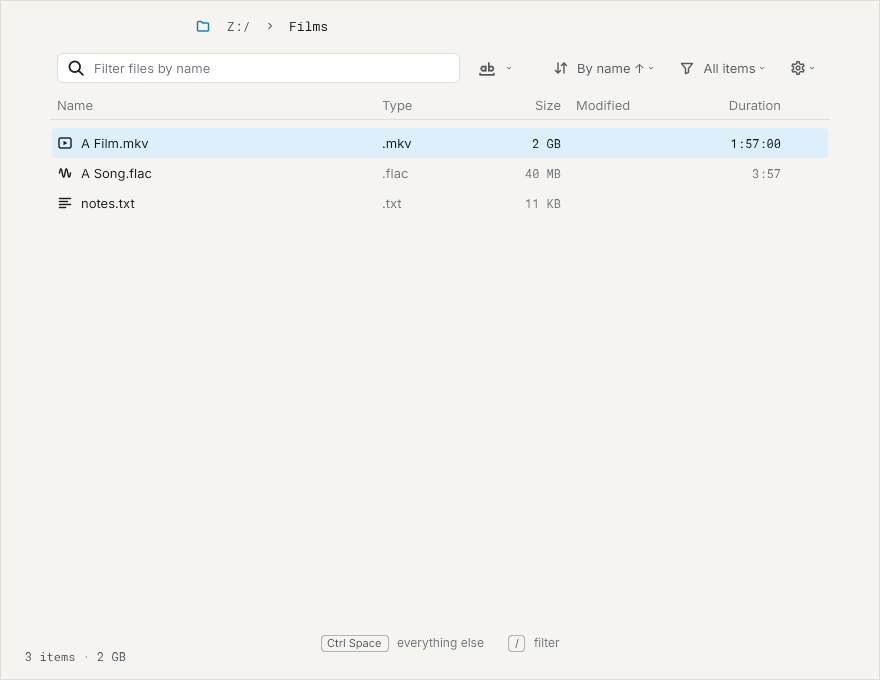 Z:/ › Films
Filter files by name ab By name ↑ All items
Name Type Size Modified Duration
A Film.mkv .mkv 2 GB 1:57:00
A Song.flac .flac 40 MB 3:57
notes.txt .txt 11 KB
Ctrl Space everything else / filter
3 items · 2 GB